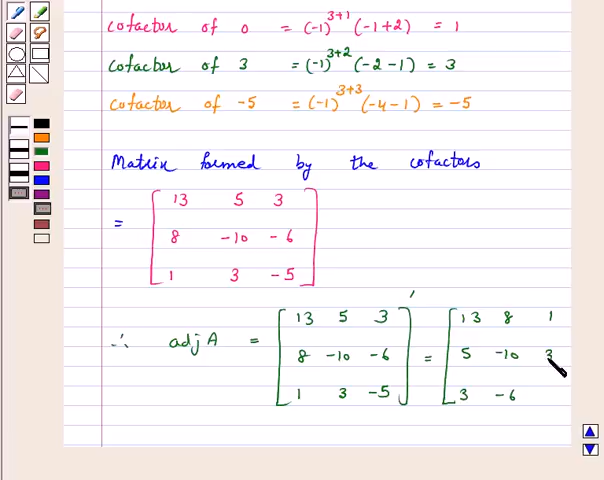 cofactor of 0 = (-1)^{3+1} (-1+2) = 1
cofactor of 3 = (-1)^{3+2} (-2-1) = 3
cofactor of -5 = (-1)^{3+3} (-4-1) = -5
Matrix formed by the cofactors
= [ 13 5 3
8 -10 -6
1 3 -5 ]
∴ adj A = [ 13 5 3 ]' = [ 13 8 1
8 -10 -6 5 -10 3
1 3 -5 3 -6